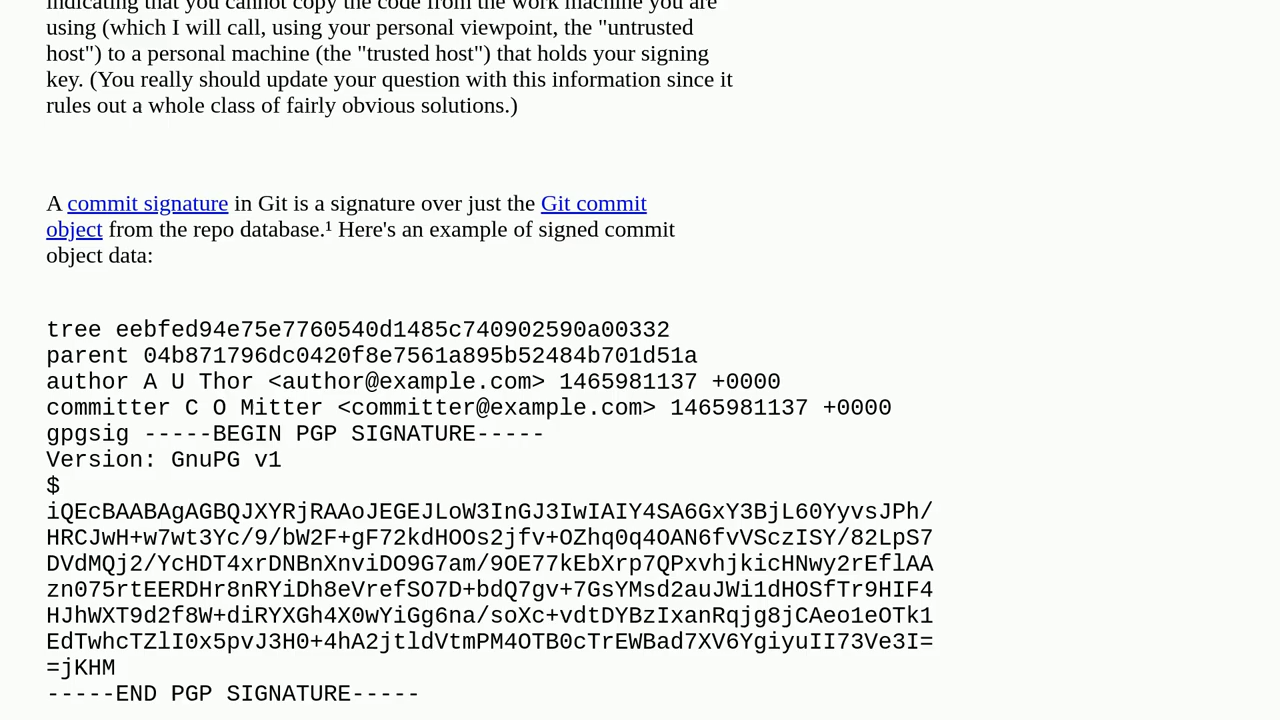 indicating that you cannot copy the code from the work machine you are
using (which I will call, using your personal viewpoint, the "untrusted
host") to a personal machine (the "trusted host") that holds your signing
key. (You really should update your question with this information since it
rules out a whole class of fairly obvious solutions.)
A commit signature in Git is a signature over just the Git commit
object from the repo database.¹ Here's an example of signed commit
object data:
tree eebfed94e75e7760540d1485c740902590a00332
parent 04b871796dc0420f8e7561a895b52484b701d51a
author A U Thor <author@example.com> 1465981137 +0000
committer C O Mitter <committer@example.com> 1465981137 +0000
gpgsig -----BEGIN PGP SIGNATURE-----
Version: GnuPG v1
$
iQEcBAABAgAGBQJXYRjRAAoJEGEJLoW3InGJ3IwIAIY4SA6GxY3BjL60YyvsJPh/
HRCJwH+w7wt3Yc/9/bW2F+gF72kdHOOs2jfv+OZhq0q4OAN6fvVSczISY/82LpS7
DVdMQj2/YcHDT4xrDNBnXnviDO9G7am/9OE77kEbXrp7QPxvhjkicHNwy2rEflAA
zn075rtEERDHr8nRYiDh8eVrefSO7D+bdQ7gv+7GsYMsd2auJWi1dHOSfTr9HIF4
HJhWXT9d2f8W+diRYXGh4X0wYiGg6na/soXc+vdtDYBzIxanRqjg8jCAeo1eOTk1
EdTwhcTZlI0x5pvJ3H0+4hA2jtldVtmPM4OTB0cTrEWBad7XV6YgiyuII73Ve3I=
=jKHM
-----END PGP SIGNATURE-----